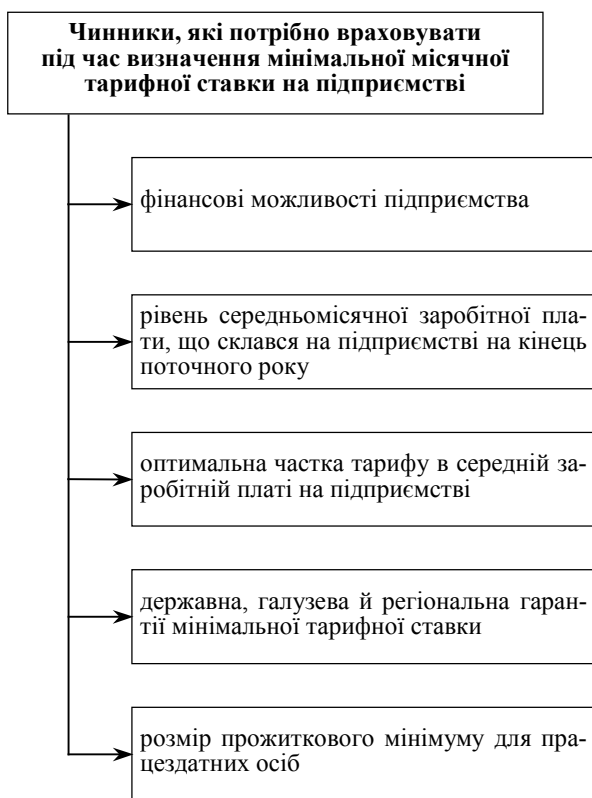 Чинники, які потрібно враховувати
під час визначення мінімальної місячної
тарифної ставки на підприємстві
фінансові можливості підприємства
рівень середньомісячної заробітної пла-
ти, що склався на підприємстві на кінець
поточного року
оптимальна частка тарифу в середній за-
робітній платі на підприємстві
державна, галузева й регіональна гаран-
тії мінімальної тарифної ставки
розмір прожиткового мінімуму для пра-
цездатних осіб